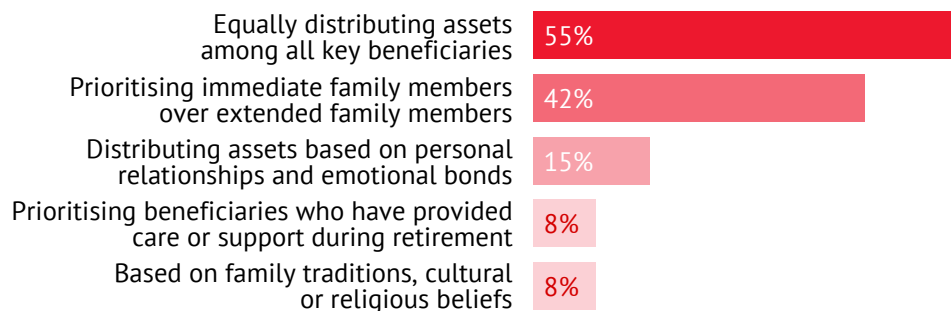 Equally distributing assets
among all key beneficiaries
55%
Prioritising immediate family members
over extended family members
42%
Distributing assets based on personal
relationships and emotional bonds
15%
Prioritising beneficiaries who have provided
care or support during retirement
8%
Based on family traditions, cultural
or religious beliefs
8%